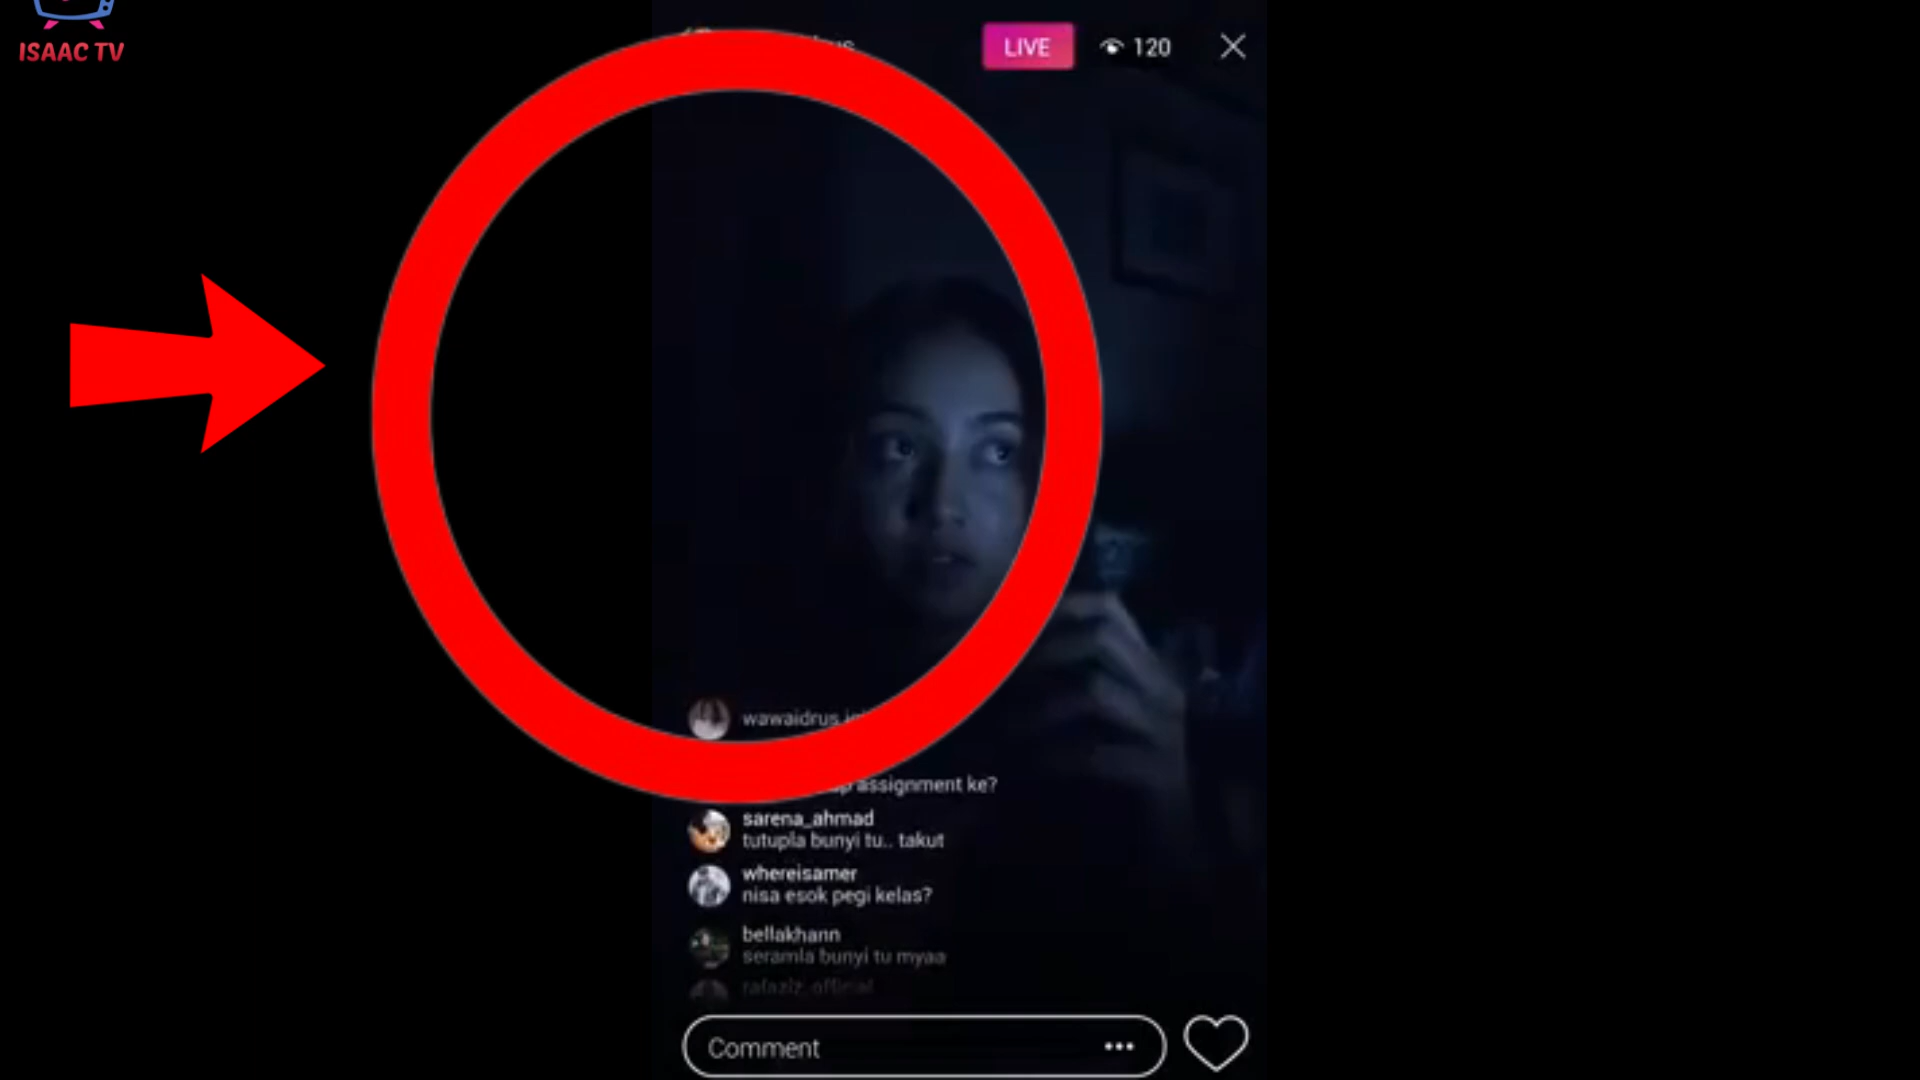 ISAAC TV
LIVE
120
wawaidrus
assignment ke?
sarena_ahmad
tutupla bunyi tu.. takut
whereisamer
nisa esok pegi kelas?
bellakhann
seramla bunyi tu myaa
rafaziz_official
Comment